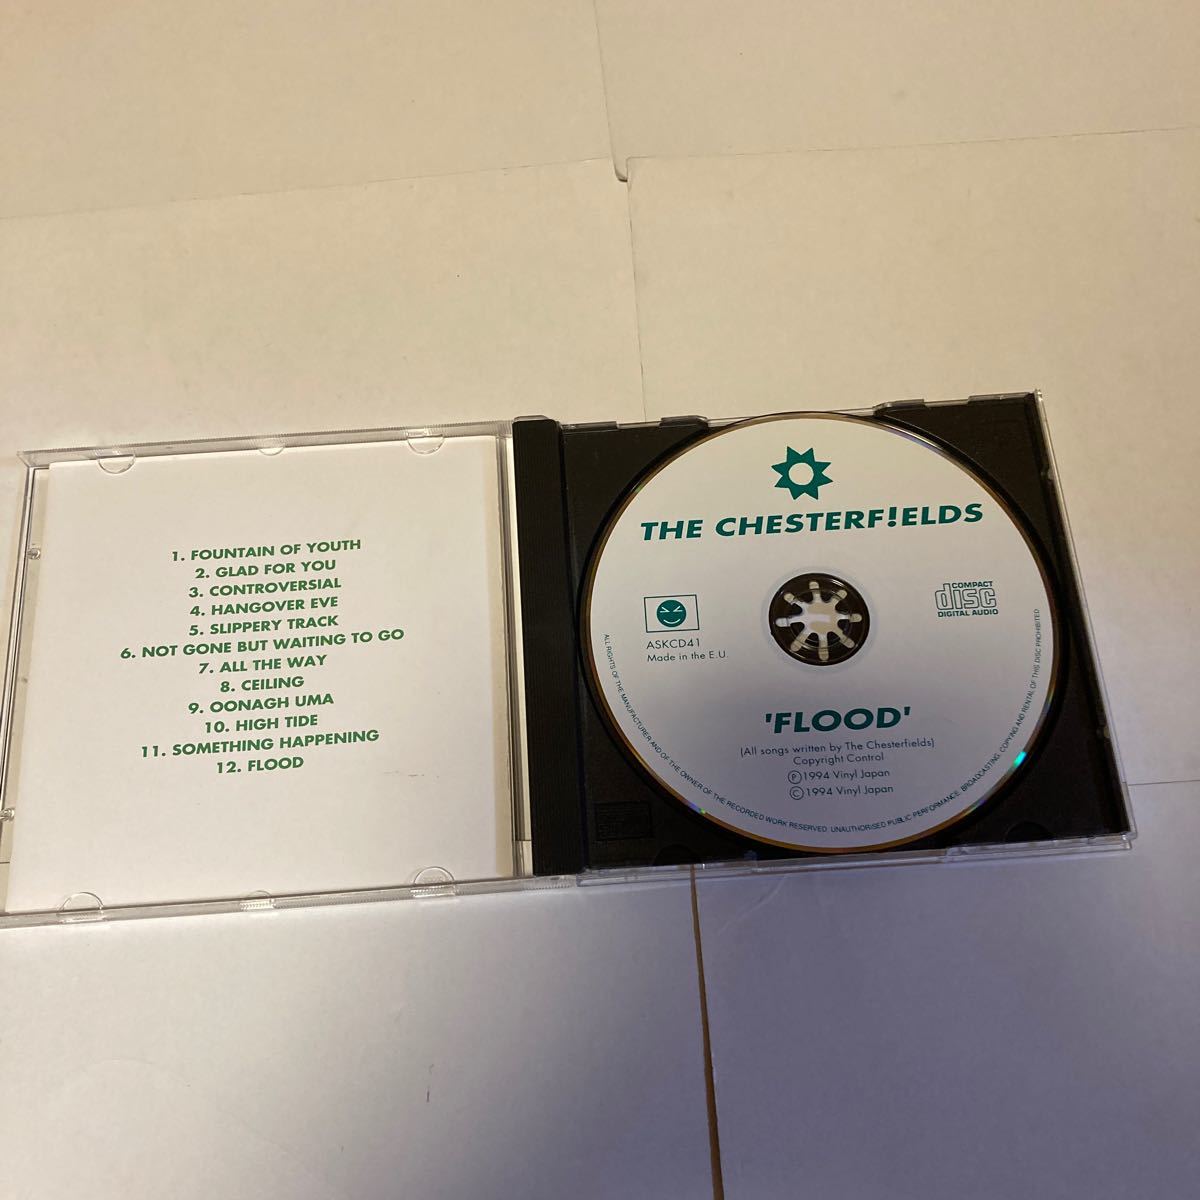 1. FOUNTAIN OF YOUTH
2. GLAD FOR YOU
3. CONTROVERSIAL
4. HANGOVER EVE
5. SLIPPERY TRACK
6. NOT GONE BUT WAITING TO GO
7. ALL THE WAY
8. CEILING
9. OONAGH UMA
10. HIGH TIDE
11. SOMETHING HAPPENING
12. FLOOD
THE CHESTERF!ELDS
COMPACT
disc
DIGITAL AUDIO
ASKCD41
Made in the E.U.
'FLOOD'
(All songs written by The Chesterfields)
Copyright Control
Ⓟ1994 Vinyl Japan
©1994 Vinyl Japan
ALL RIGHTS OF THE MANUFACTURER AND OF THE OWNER OF THE RECORDED WORK RESERVED. UNAUTHORISED PUBLIC PERFORMANCE, BROADCASTING, COPYING AND RENTAL OF THIS DISC PROHIBITED